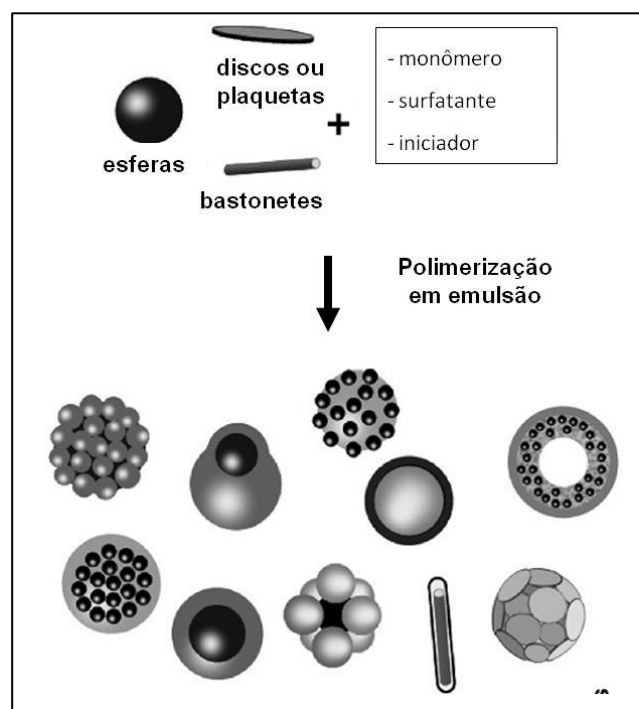 discos ou
plaquetas
esferas
bastonetes
+
- monômero
- surfatante
- iniciador
Polimerização
em emulsão